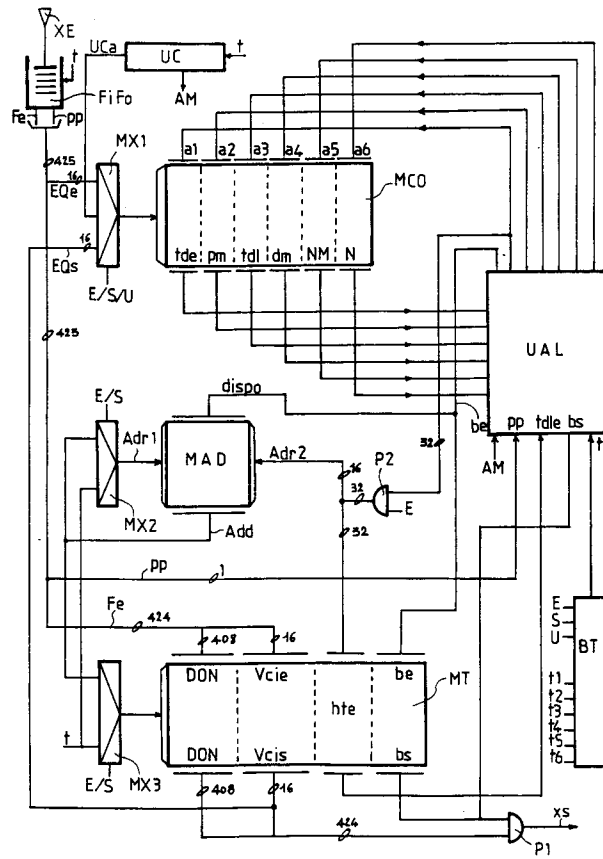 XE
UCa
UC
t
t
AM
FiFo
Fe
pp
MX1
425
16
EQe
16
EQs
E/S/U
a1 a2 a3 a4 a5 a6
MCO
tde pm tdl dm NM N
425
UAL
E/S
dispo
be
32
pp tdle bs
Adr1
MAD
Adr2
16
P2
AM
t
32
E
MX2
Add
32
pp
1
Fe
424
408
16
E
S
U
BT
DON Vcie hte be
MT
t1
t2
t3
t4
t5
t6
t
DON Vcis bs
E/S
MX3
408
16
424
xs
P1